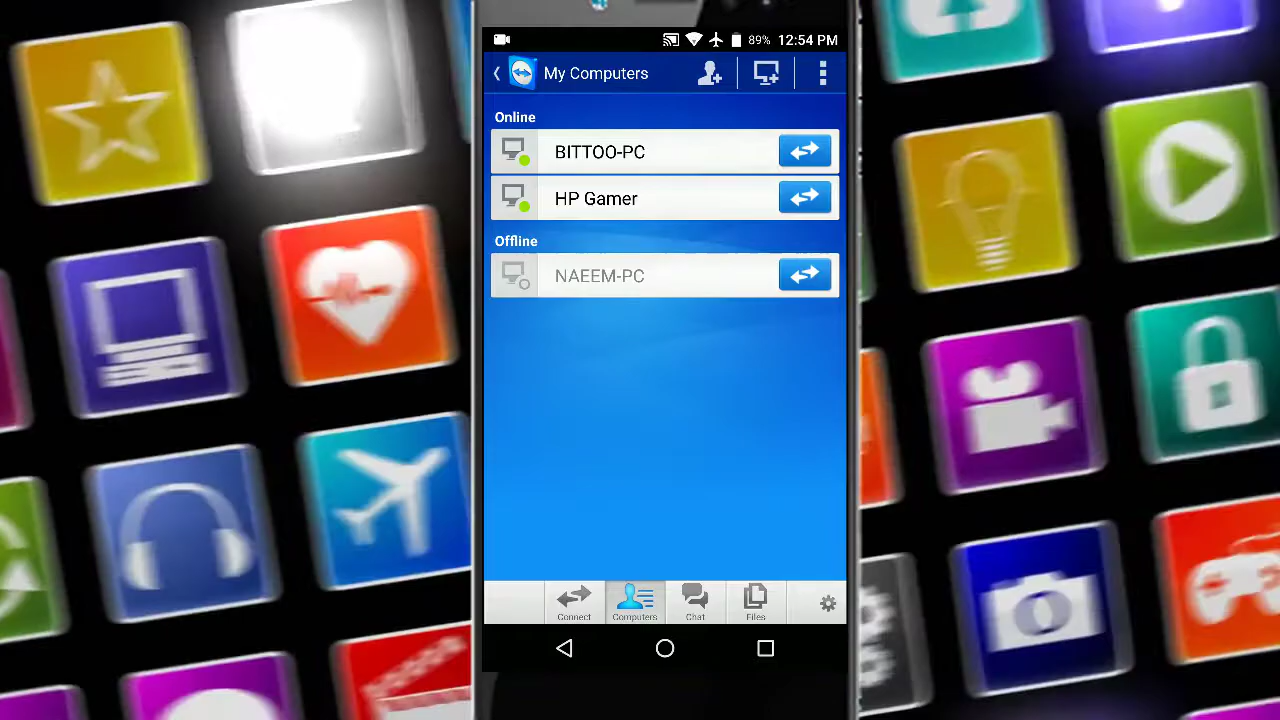 89% 12:54 PM
My Computers
Online
BITTOO-PC
HP Gamer
Offline
NAEEM-PC
Connect
Computers
Chat
Files